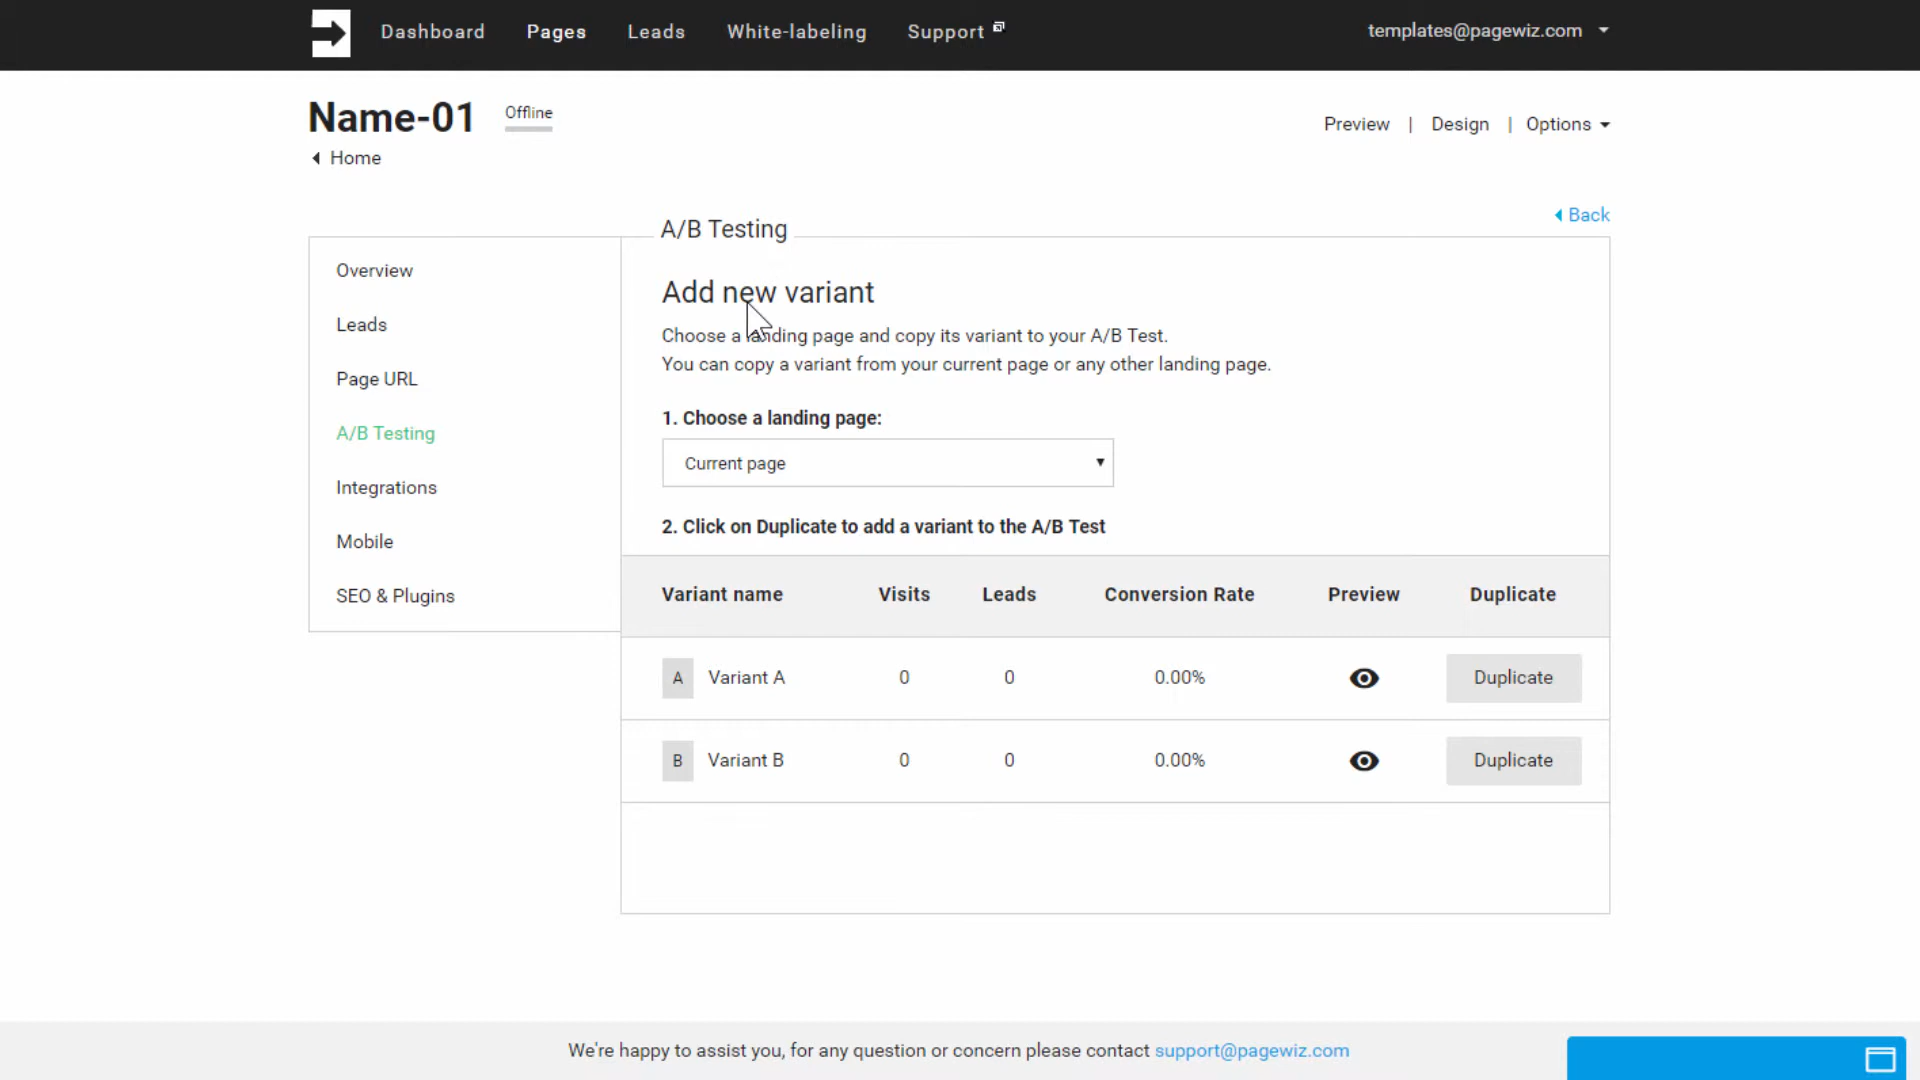 Dashboard Pages Leads White-labeling Support templates@pagewiz.com
Name-01 Offline
Preview | Design | Options
Home
Back
A/B Testing
Overview
Leads
Page URL
A/B Testing
Integrations
Mobile
SEO & Plugins
Add new variant
Choose a landing page and copy its variant to your A/B Test.
You can copy a variant from your current page or any other landing page.
1. Choose a landing page:
Current page
2. Click on Duplicate to add a variant to the A/B Test
Variant name Visits Leads Conversion Rate Preview Duplicate
A Variant A 0 0 0.00% Duplicate
B Variant B 0 0 0.00% Duplicate
We're happy to assist you, for any question or concern please contact support@pagewiz.com